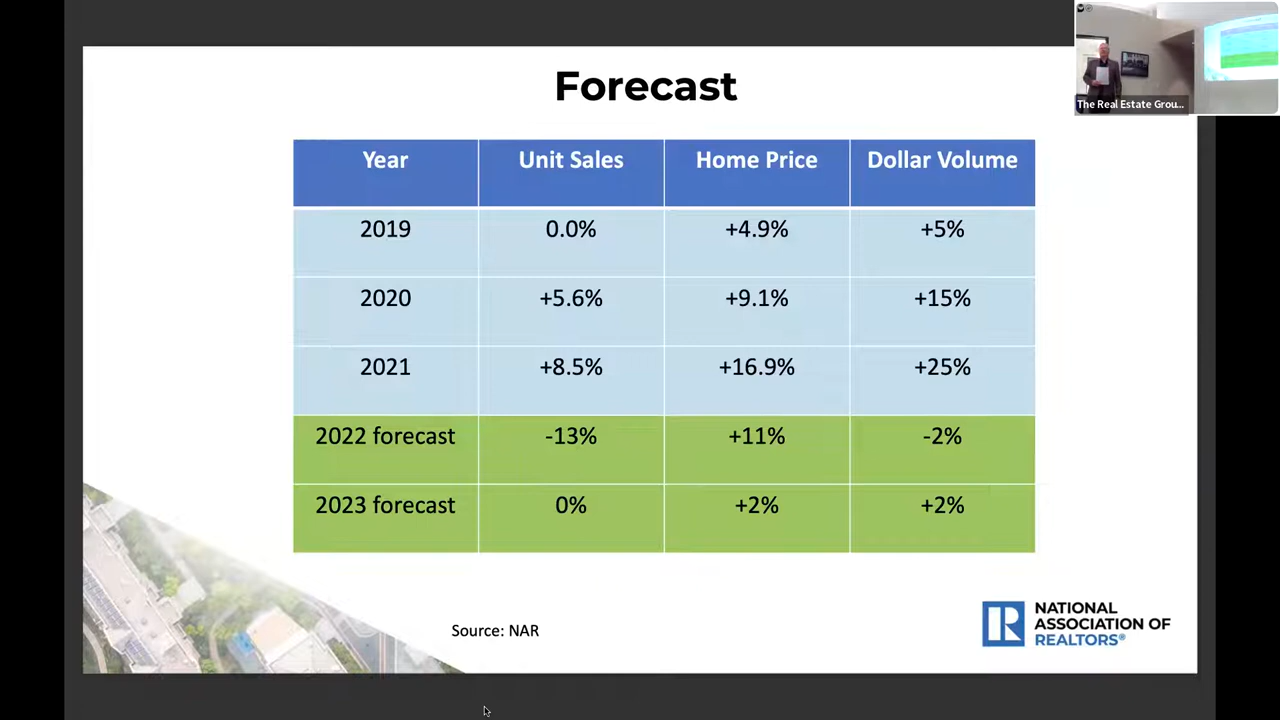 The Real Estate Grou...
Forecast
Year Unit Sales Home Price Dollar Volume
2019 0.0% +4.9% +5%
2020 +5.6% +9.1% +15%
2021 +8.5% +16.9% +25%
2022 forecast -13% +11% -2%
2023 forecast 0% +2% +2%
Source: NAR
NATIONAL
ASSOCIATION OF
REALTORS®